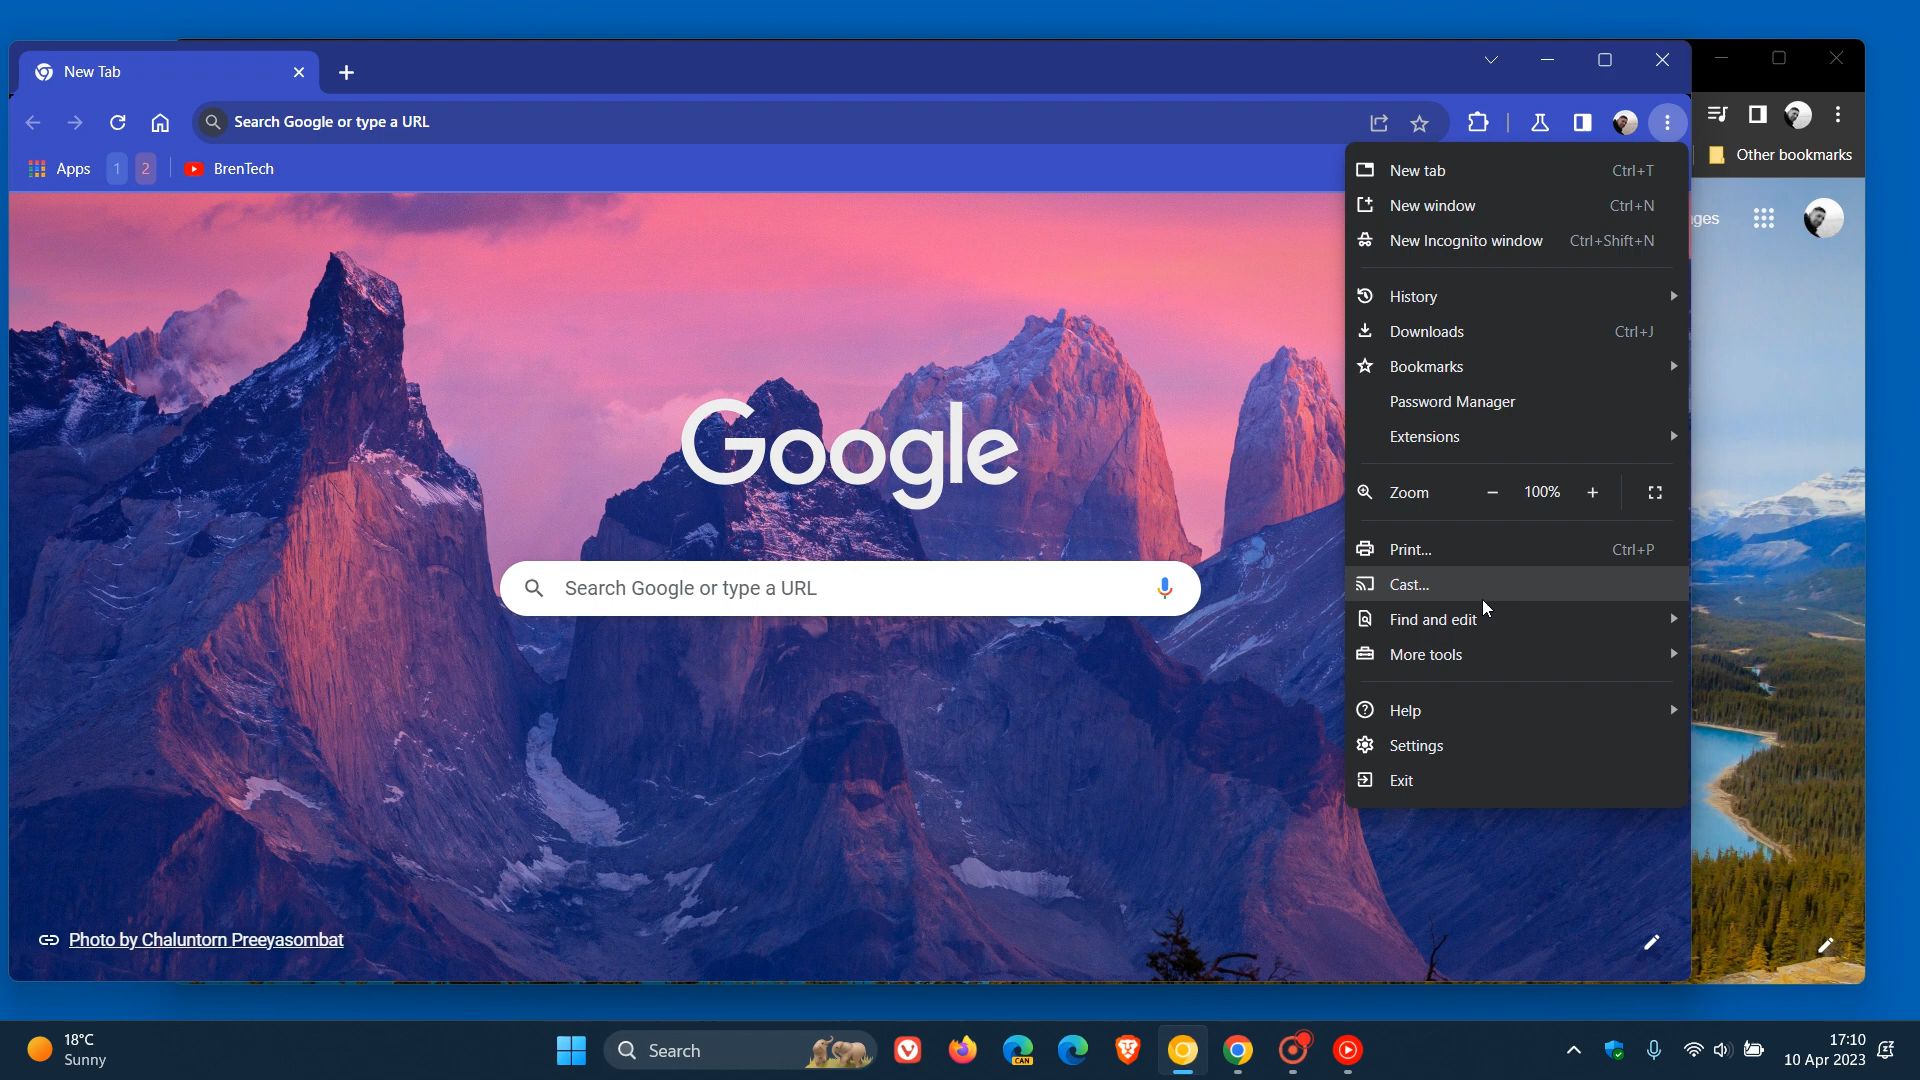 New Tab
Search Google or type a URL
Apps
1
2
BrenTech
Other bookmarks
New tab Ctrl+T
New window Ctrl+N
New Incognito window Ctrl+Shift+N
History
Downloads Ctrl+J
Bookmarks
Password Manager
Extensions
Zoom − 100% +
Print... Ctrl+P
Cast...
Find and edit
More tools
Help
Settings
Exit
Google
Search Google or type a URL
Photo by Chaluntorn Preeyasombat
18°C
Sunny
Search
CAN
17:10
10 Apr 2023